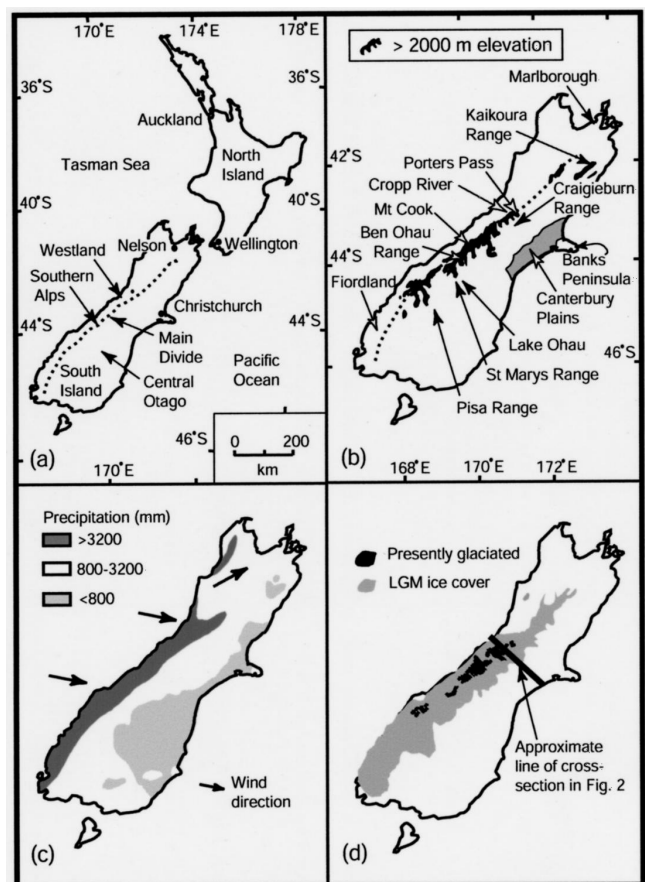 170°E 174°E 178°E
36°S
Auckland
Tasman Sea
North
Island
40°S
40°S
Nelson
Wellington
Westland
Southern
Alps
Christchurch
44°S
44°S
Main
Divide
South
Island
Central
Otago
Pacific
Ocean
46°S
0 200
km
(a)
170°E
> 2000 m elevation
36°S
Marlborough
Kaikoura
Range
42°S
Porters Pass
Cropp River
Craigieburn
Range
Mt Cook
Ben Ohau
Range
44°S
Banks
Peninsula
Fiordland
Canterbury
Plains
Lake Ohau
46°S
St Marys Range
Pisa Range
(b)
168°E 170°E 172°E
Precipitation (mm)
>3200
800-3200
<800
Wind
direction
(c)
Presently glaciated
LGM ice cover
Approximate
line of cross-
section in Fig. 2
(d)